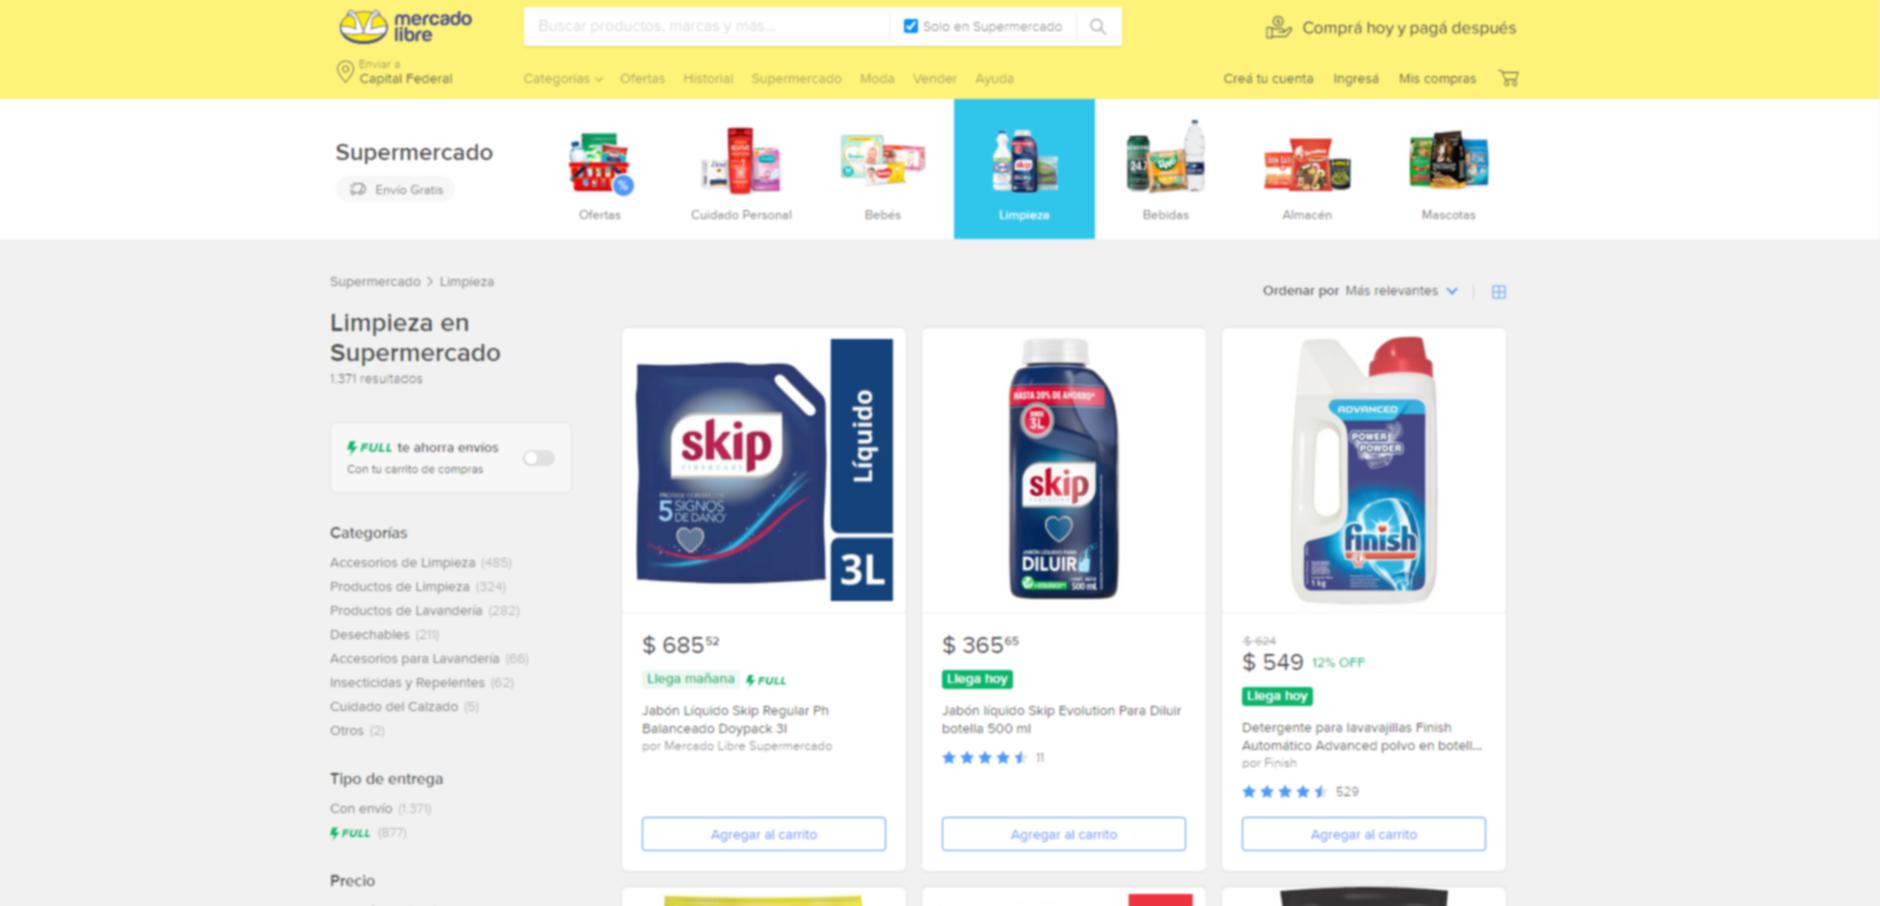 mercado
libre
Buscar productos, marcas y más...
Solo en Supermercado
Comprá hoy y pagá después
Enviar a
Capital Federal
Categorías Ofertas Historial Supermercado Moda Vender Ayuda
Creá tu cuenta Ingresá Mis compras
Supermercado
Envío Gratis
%
Ofertas
Cuidado Personal
Bebés
Limpieza
Bebidas
Almacén
Mascotas
Supermercado > Limpieza
Ordenar por Más relevantes
Limpieza en
Supermercado
1.371 resultados
FULL te ahorra envíos
Con tu carrito de compras
Categorías
Accesorios de Limpieza (485)
Productos de Limpieza (324)
Productos de Lavandería (282)
Desechables (211)
Accesorios para Lavandería (66)
Insecticidas y Repelentes (62)
Cuidado del Calzado (5)
Otros (2)
Tipo de entrega
Con envío (1.371)
FULL (877)
Precio
skip
5 SIGNOS
DE DAÑO
Líquido
3L
$ 685 52
Llega mañana FULL
Jabón Líquido Skip Regular Ph
Balanceado Doypack 3l
por Mercado Libre Supermercado
Agregar al carrito
HASTA 20% DE AHORRO*
3L
skip
JABÓN LÍQUIDO PARA
DILUIR
500 mL
$ 365 65
Llega hoy
Jabón líquido Skip Evolution Para Diluir
botella 500 ml
11
Agregar al carrito
ADVANCED
POWER
POWDER
finish
1 kg
$ 624
$ 549 12% OFF
Llega hoy
Detergente para lavavajillas Finish
Automático Advanced polvo en botell...
por Finish
529
Agregar al carrito